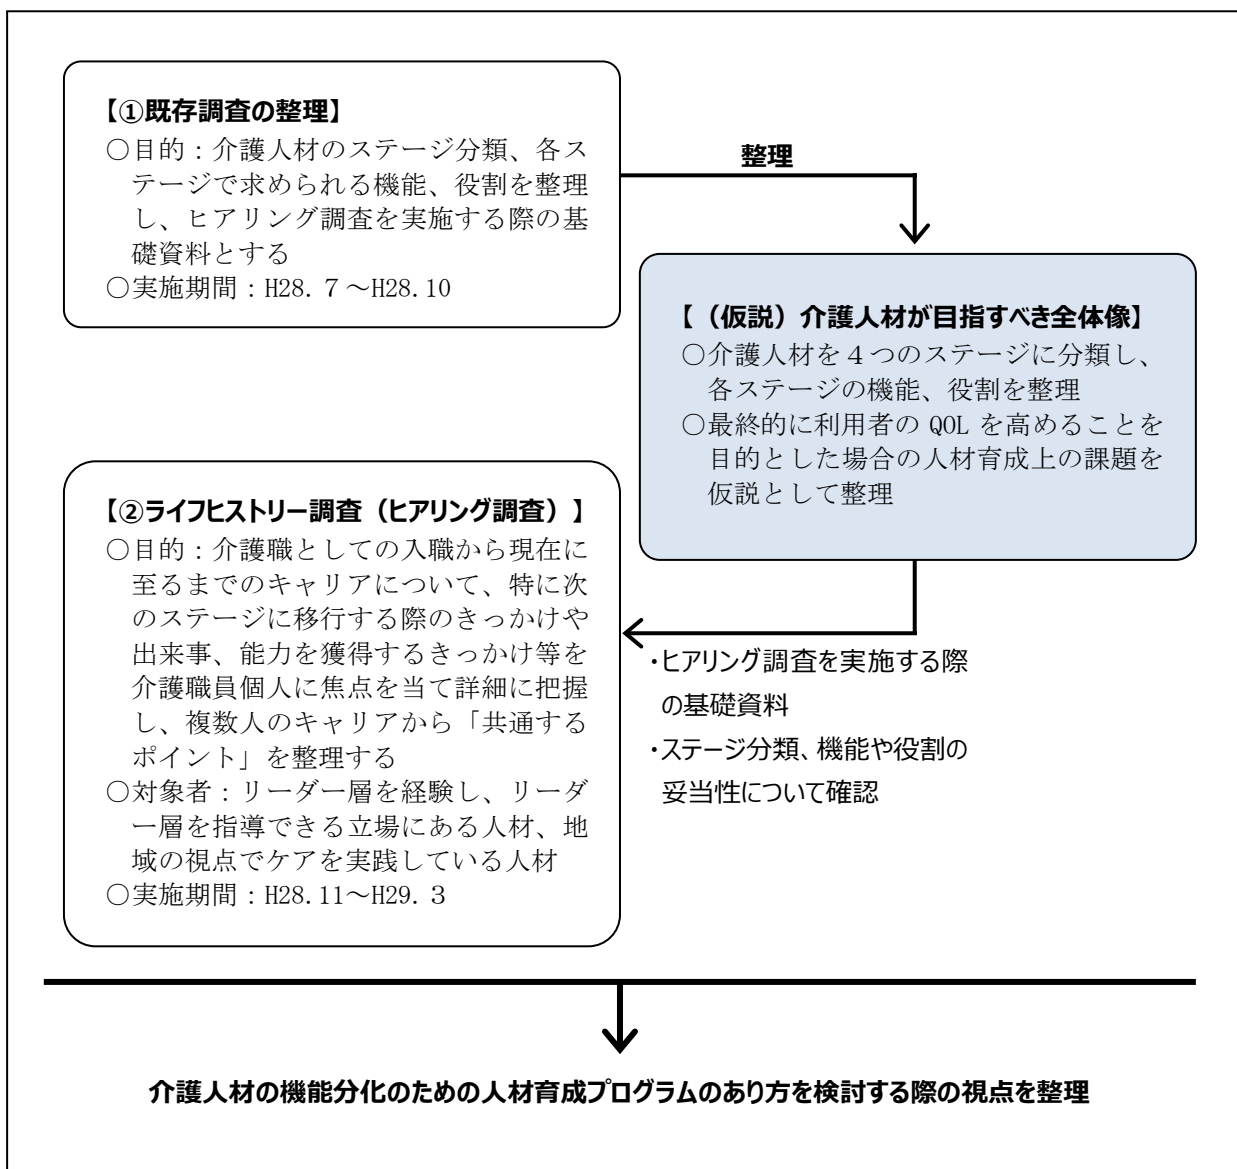 【①既存調査の整理】
○目的：介護人材のステージ分類、各ス
テージで求められる機能、役割を整理
し、ヒアリング調査を実施する際の基
礎資料とする
○実施期間：H28. 7～H28.10
整理
【（仮説）介護人材が目指すべき全体像】
○介護人材を４つのステージに分類し、
各ステージの機能、役割を整理
○最終的に利用者の QOL を高めることを
目的とした場合の人材育成上の課題を
仮説として整理
【②ライフヒストリー調査（ヒアリング調査）】
○目的：介護職としての入職から現在に
至るまでのキャリアについて、特に次
のステージに移行する際のきっかけや
出来事、能力を獲得するきっかけ等を
介護職員個人に焦点を当て詳細に把握
し、複数人のキャリアから「共通する
ポイント」を整理する
○対象者：リーダー層を経験し、リーダ
ー層を指導できる立場にある人材、地
域の視点でケアを実践している人材
○実施期間：H28.11～H29.３
・ヒアリング調査を実施する際
の基礎資料
・ステージ分類、機能や役割の
妥当性について確認
介護人材の機能分化のための人材育成プログラムのあり方を検討する際の視点を整理